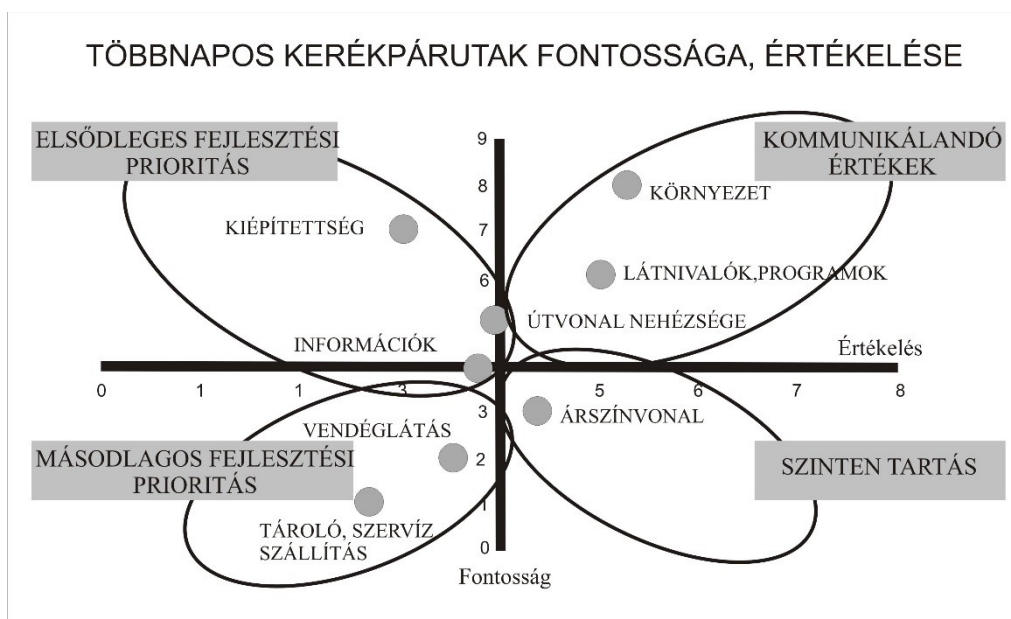 TÖBBNAPOS KERÉKPÁRUTAK FONTOSSÁGA, ÉRTÉKELÉSE
ELSŐDLEGES FEJLESZTÉSI
PRIORITÁS
KOMMUNIKÁLANDÓ
ÉRTÉKEK
9
8
KÖRNYEZET
7
KIÉPÍTETTSÉG
6
LÁTNIVALÓK,PROGRAMOK
ÚTVONAL NEHÉZSÉGE
INFORMÁCIÓK
Értékelés
0
1
1
3
5
6
7
8
3
ÁRSZÍNVONAL
VENDÉGLÁTÁS
MÁSODLAGOS FEJLESZTÉSI
PRIORITÁS
2
SZINTEN TARTÁS
1
TÁROLÓ, SZERVÍZ
SZÁLLÍTÁS
0
Fontosság